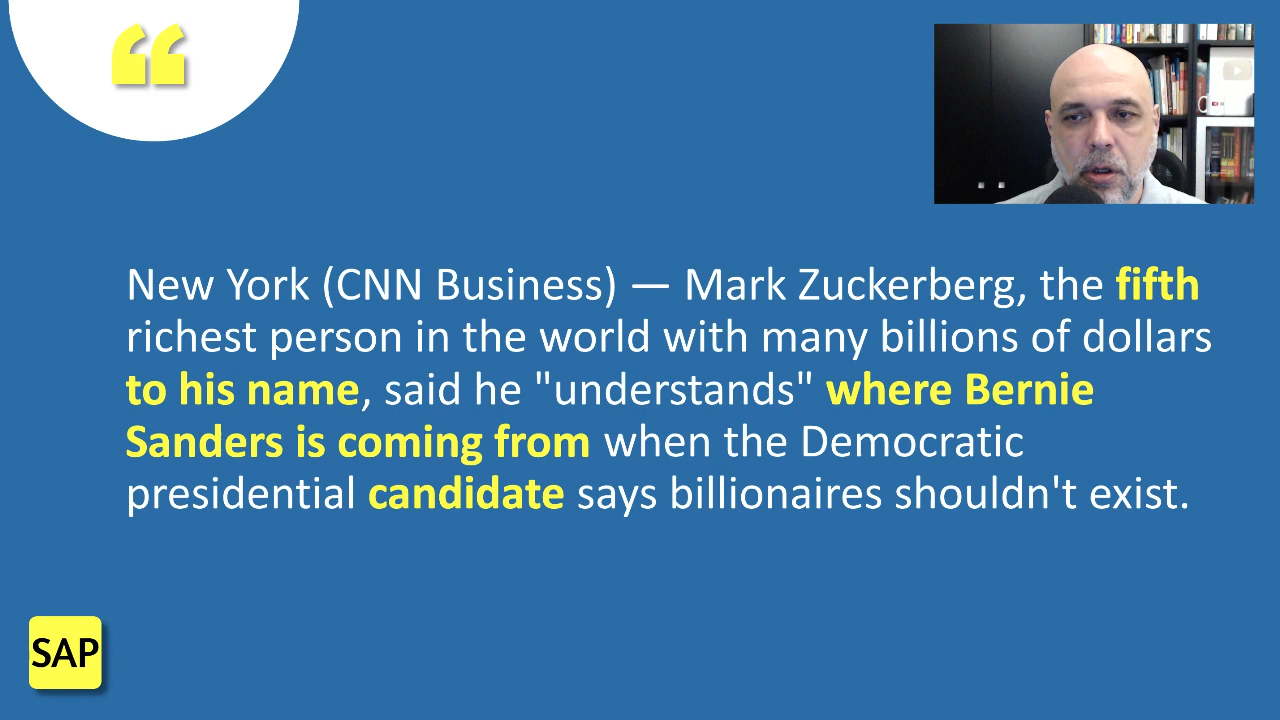 New York (CNN Business) — Mark Zuckerberg, the fifth
richest person in the world with many billions of dollars
to his name, said he "understands" where Bernie
Sanders is coming from when the Democratic
presidential candidate says billionaires shouldn't exist.
SAP